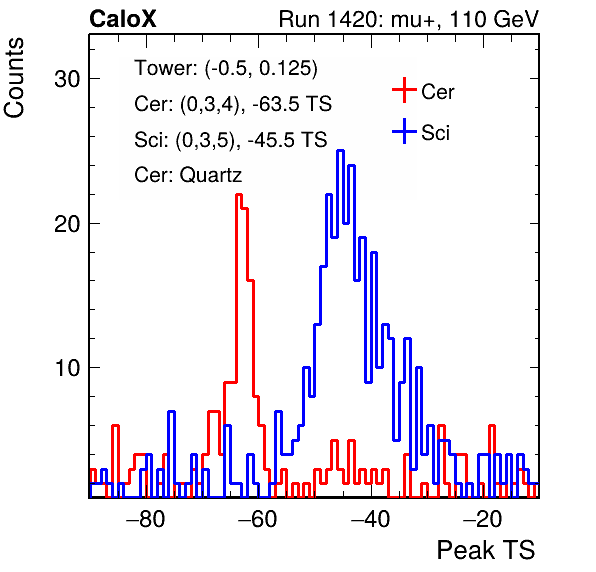 CaloX Run 1420: mu+, 110 GeV
Counts
Tower: (-0.5, 0.125)
Cer: (0,3,4), -63.5 TS
Sci: (0,3,5), -45.5 TS
Cer: Quartz
Cer
Sci
30
20
10
−80 −60 −40 −20
Peak TS